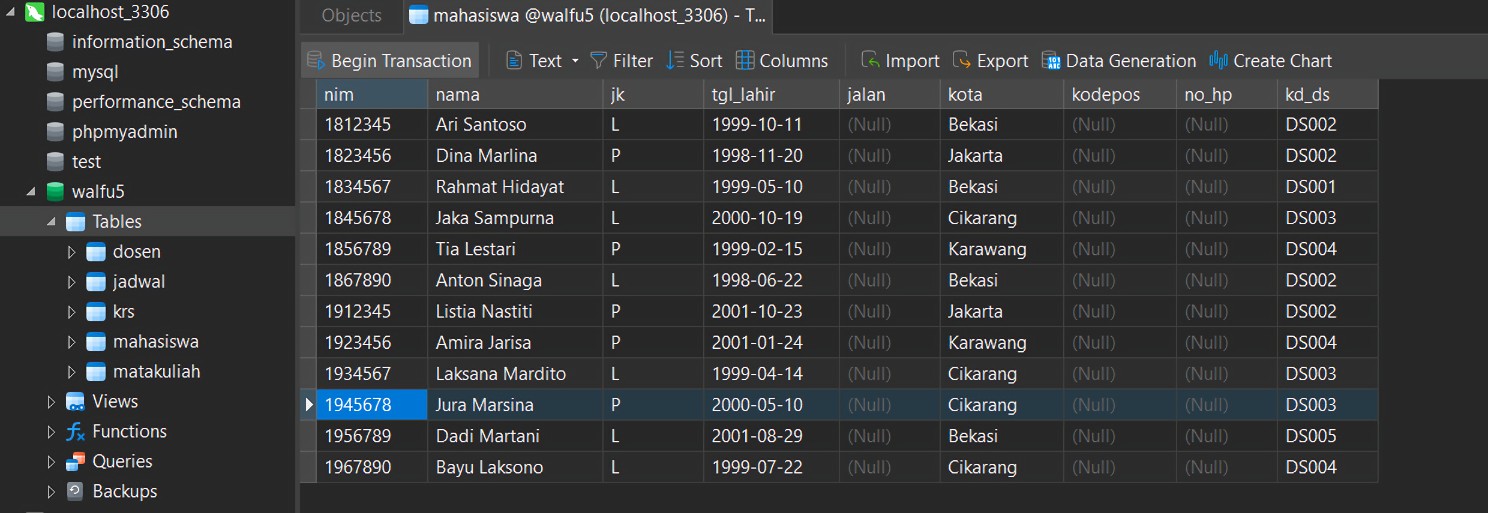 localhost_3306
information_schema
mysql
performance_schema
phpmyadmin
test
walfu5
Tables
dosen
jadwal
krs
mahasiswa
matakuliah
Views
Functions
Queries
Backups
Objects mahasiswa @walfu5 (localhost_3306) - T...
Begin Transaction Text Filter Sort Columns Import Export Data Generation Create Chart
nim nama jk tgl_lahir jalan kota kodepos no_hp kd_ds
1812345 Ari Santoso L 1999-10-11 (Null) Bekasi (Null) (Null) DS002
1823456 Dina Marlina P 1998-11-20 (Null) Jakarta (Null) (Null) DS002
1834567 Rahmat Hidayat L 1999-05-10 (Null) Bekasi (Null) (Null) DS001
1845678 Jaka Sampurna L 2000-10-19 (Null) Cikarang (Null) (Null) DS003
1856789 Tia Lestari P 1999-02-15 (Null) Karawang (Null) (Null) DS004
1867890 Anton Sinaga L 1998-06-22 (Null) Bekasi (Null) (Null) DS002
1912345 Listia Nastiti P 2001-10-23 (Null) Jakarta (Null) (Null) DS002
1923456 Amira Jarisa P 2001-01-24 (Null) Karawang (Null) (Null) DS004
1934567 Laksana Mardito L 1999-04-14 (Null) Cikarang (Null) (Null) DS003
1945678 Jura Marsina P 2000-05-10 (Null) Cikarang (Null) (Null) DS003
1956789 Dadi Martani L 2001-08-29 (Null) Bekasi (Null) (Null) DS005
1967890 Bayu Laksono L 1999-07-22 (Null) Cikarang (Null) (Null) DS004